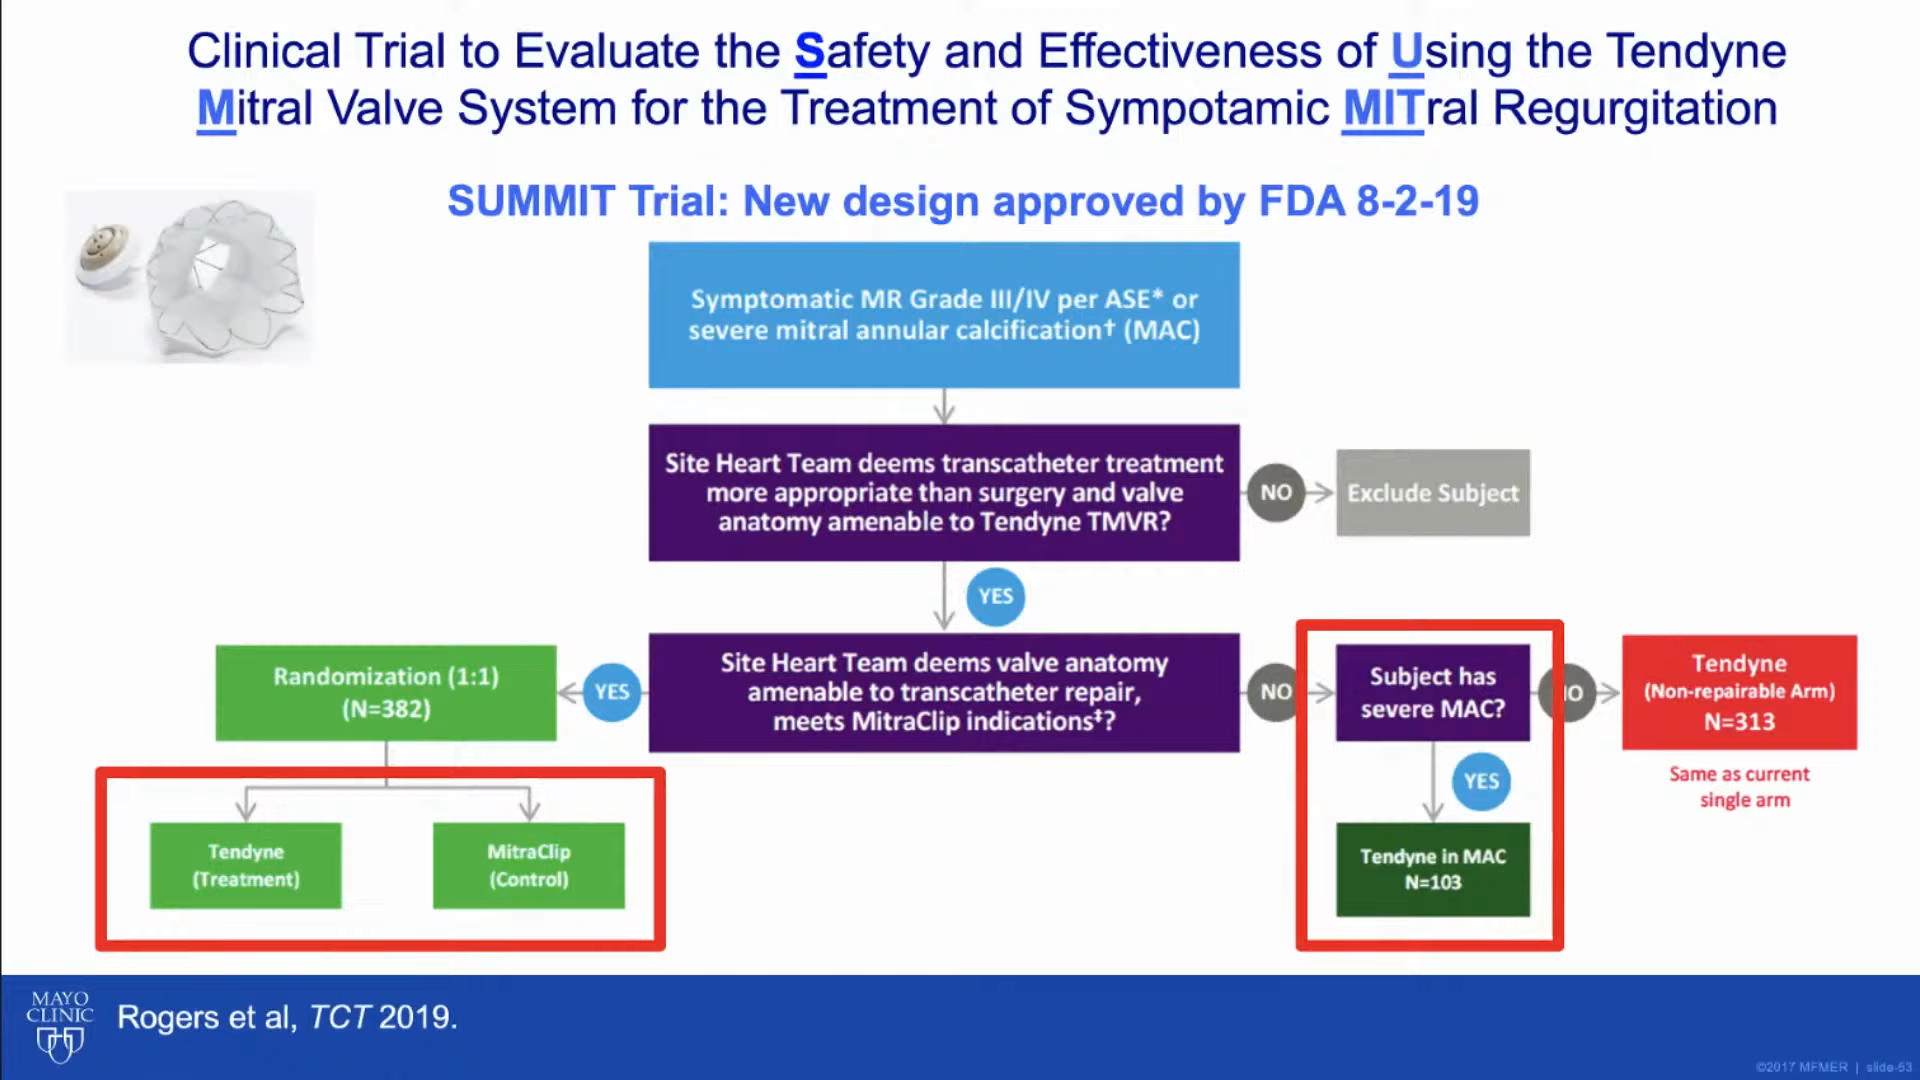 Clinical Trial to Evaluate the Safety and Effectiveness of Using the Tendyne
Mitral Valve System for the Treatment of Sympotamic MITral Regurgitation
SUMMIT Trial: New design approved by FDA 8-2-19
Symptomatic MR Grade III/IV per ASE* or
severe mitral annular calcification† (MAC)
Site Heart Team deems transcatheter treatment
more appropriate than surgery and valve
anatomy amenable to Tendyne TMVR?
NO
Exclude Subject
YES
Randomization (1:1)
(N=382)
YES
Site Heart Team deems valve anatomy
amenable to transcatheter repair,
meets MitraClip indications‡?
NO
Subject has
severe MAC?
NO
Tendyne
(Non-repairable Arm)
N=313
Same as current
single arm
YES
Tendyne
(Treatment)
MitraClip
(Control)
Tendyne in MAC
N=103
MAYO
CLINIC
Rogers et al, TCT 2019.
©2017 MFMER | slide-53